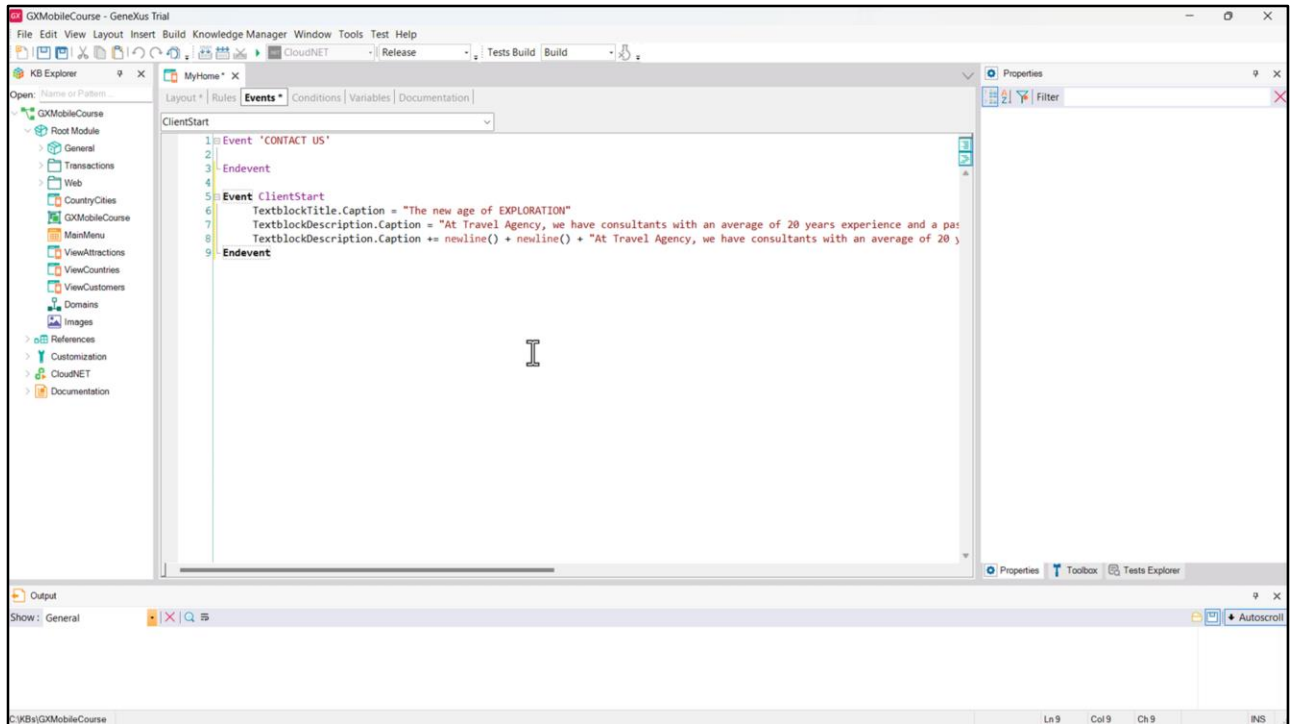 GX GXMobileCourse - GeneXus Trial
File Edit View Layout Insert Build Knowledge Manager Window Tools Test Help
CloudNET Release Tests Build Build
KB Explorer
Open: Name or Pattern...
GXMobileCourse
Root Module
General
Transactions
Web
CountryCities
GXMobileCourse
MainMenu
ViewAttractions
ViewCountries
ViewCustomers
Domains
Images
References
Customization
CloudNET
Documentation
MyHome* X
Layout * Rules Events * Conditions Variables Documentation
ClientStart
1 Event 'CONTACT US'
2
3 Endevent
4
5 Event ClientStart
6 TextblockTitle.Caption = "The new age of EXPLORATION"
7 TextblockDescription.Caption = "At Travel Agency, we have consultants with an average of 20 years experience and a pas
8 TextblockDescription.Caption += newline() + newline() + "At Travel Agency, we have consultants with an average of 20 y
9 Endevent
Properties
Filter
Properties Toolbox Tests Explorer
Output
Show: General
Autoscroll
C:\KBs\GXMobileCourse Ln 9 Col 9 Ch 9 INS